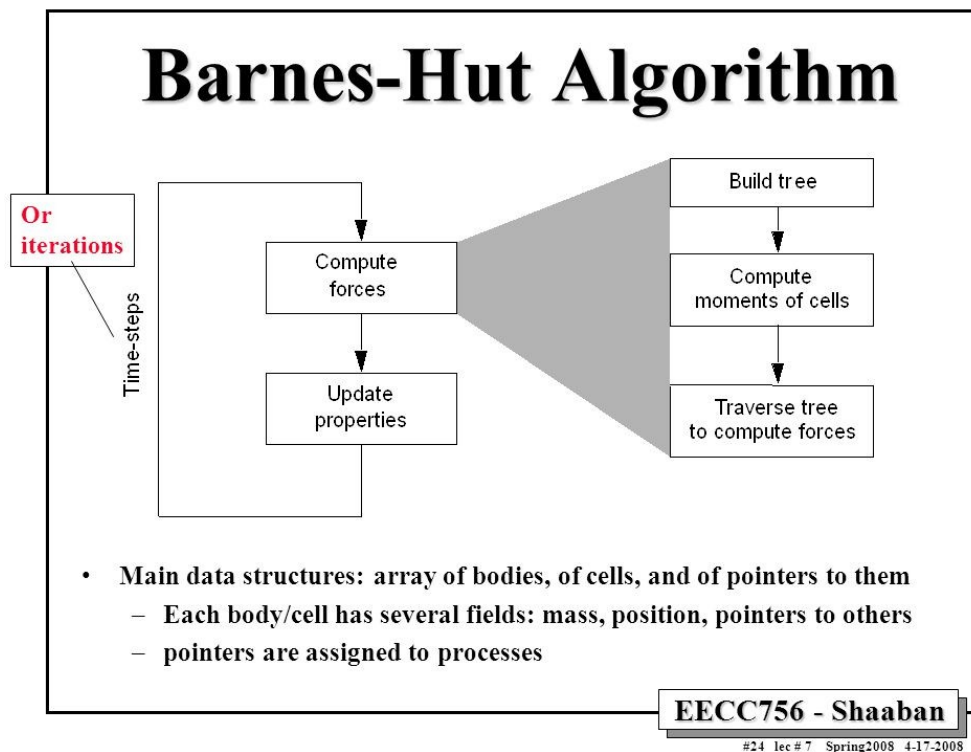 Barnes-Hut Algorithm
Or
iterations
Time-steps
Compute
forces
Update
properties
Build tree
Compute
moments of cells
Traverse tree
to compute forces
• Main data structures: array of bodies, of cells, and of pointers to them
– Each body/cell has several fields: mass, position, pointers to others
– pointers are assigned to processes
EECC756 - Shaaban
#24 lec # 7 Spring2008 4-17-2008